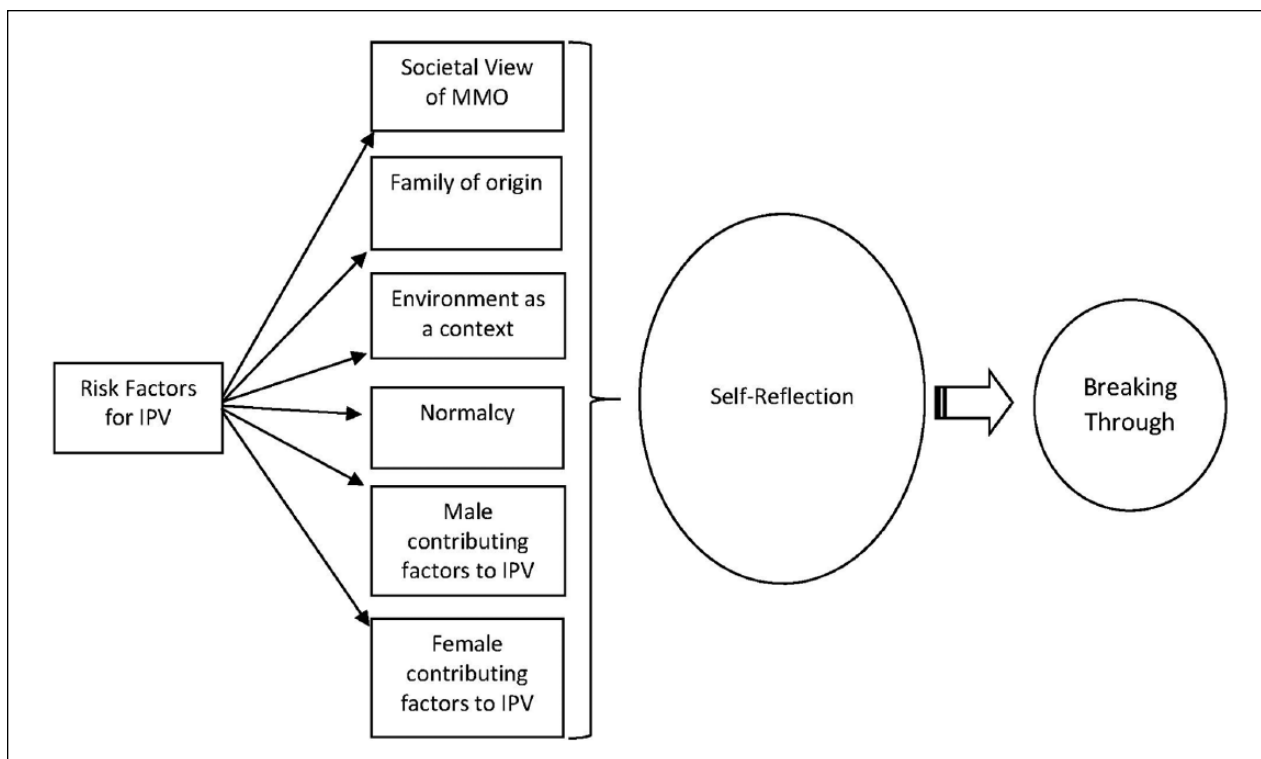 Societal View
of MMO
Family of origin
Environment as
a context
Risk Factors
for IPV
Normalcy
Male
contributing
factors to IPV
Female
contributing
factors to IPV
Self-Reflection
Breaking
Through